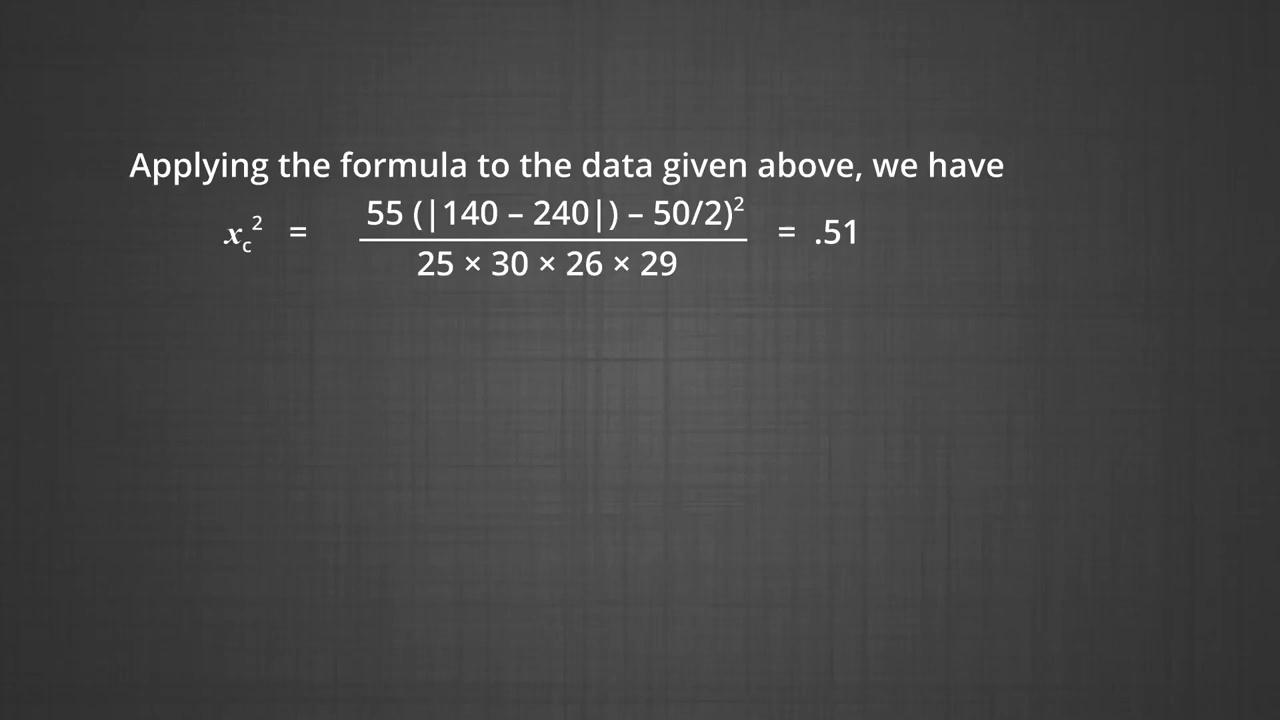 Applying the formula to the data given above, we have
x_c² = 55 (|140 – 240|) – 50/2)² / 25 × 30 × 26 × 29 = .51